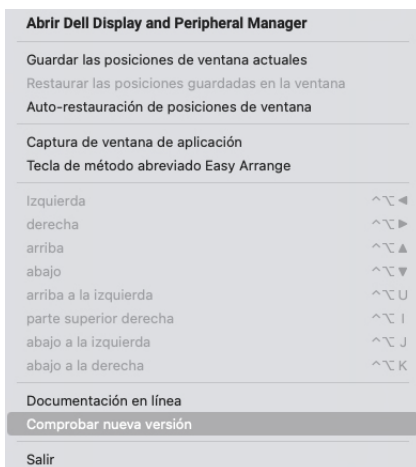 Abrir Dell Display and Peripheral Manager
Guardar las posiciones de ventana actuales
Restaurar las posiciones guardadas en la ventana
Auto-restauración de posiciones de ventana
Captura de ventana de aplicación
Tecla de método abreviado Easy Arrange
Izquierda ^⌥◀
derecha ^⌥▶
arriba ^⌥▲
abajo ^⌥▼
arriba a la izquierda ^⌥U
parte superior derecha ^⌥I
abajo a la izquierda ^⌥J
abajo a la derecha ^⌥K
Documentación en línea
Comprobar nueva versión
Salir